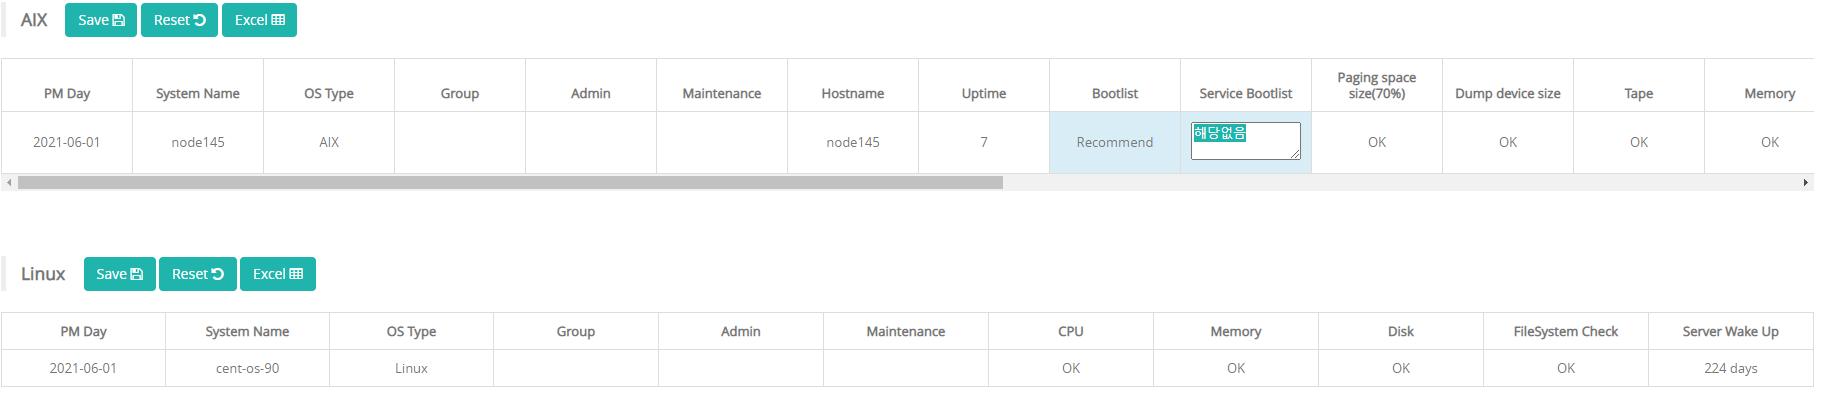 AIX Save Reset Excel
PM Day System Name OS Type Group Admin Maintenance Hostname Uptime Bootlist Service Bootlist Paging space size(70%) Dump device size Tape Memory
2021-06-01 node145 AIX node145 7 Recommend 해당없음 OK OK OK OK
Linux Save Reset Excel
PM Day System Name OS Type Group Admin Maintenance CPU Memory Disk FileSystem Check Server Wake Up
2021-06-01 cent-os-90 Linux OK OK OK OK 224 days